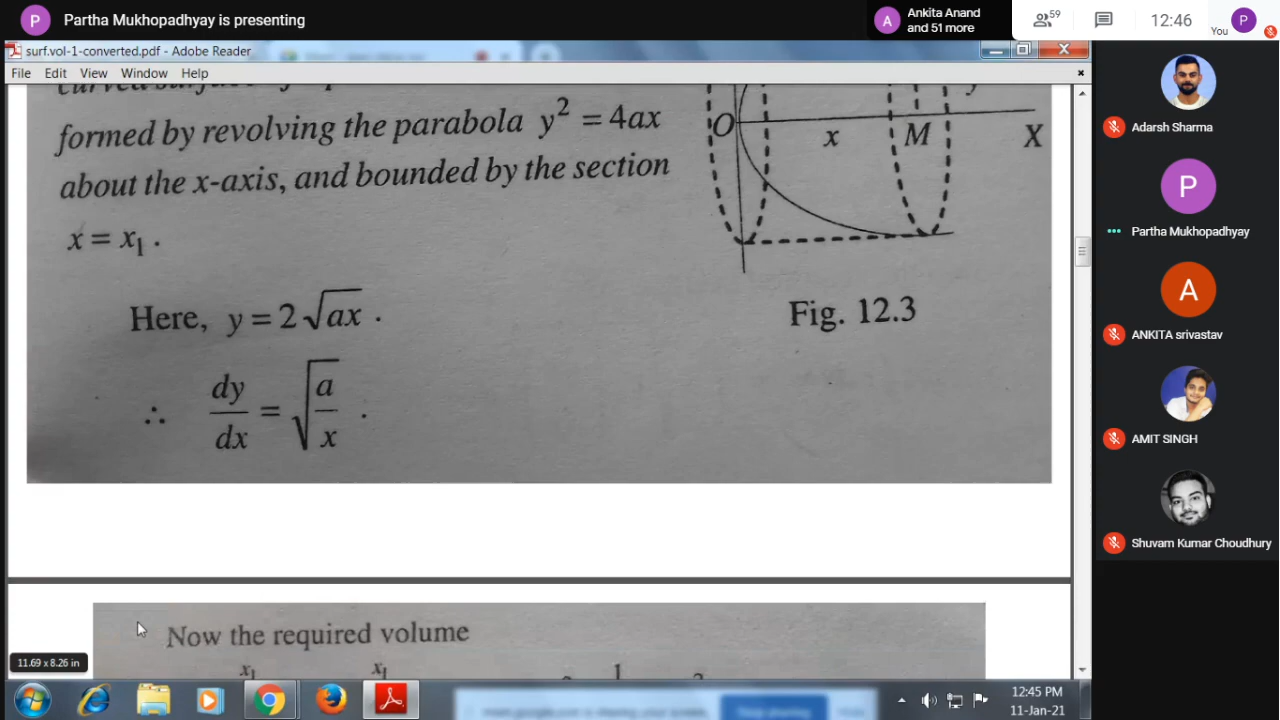 P Partha Mukhopadhyay is presenting
A Ankita Anand
and 51 more
59
12:46
You
P
surf.vol-1-converted.pdf - Adobe Reader
File Edit View Window Help
formed by revolving the parabola y² = 4ax
about the x-axis, and bounded by the section
x = x₁ .
O x M X
y
Here, y = 2√ax .
Fig. 12.3
∴ dy/dx = √a/x .
Now the required volume
x₁ x₁
11.69 x 8.26 in
12:45 PM
11-Jan-21
Adarsh Sharma
P
Partha Mukhopadhyay
A
ANKITA srivastav
AMIT SINGH
Shuvam Kumar Choudhury